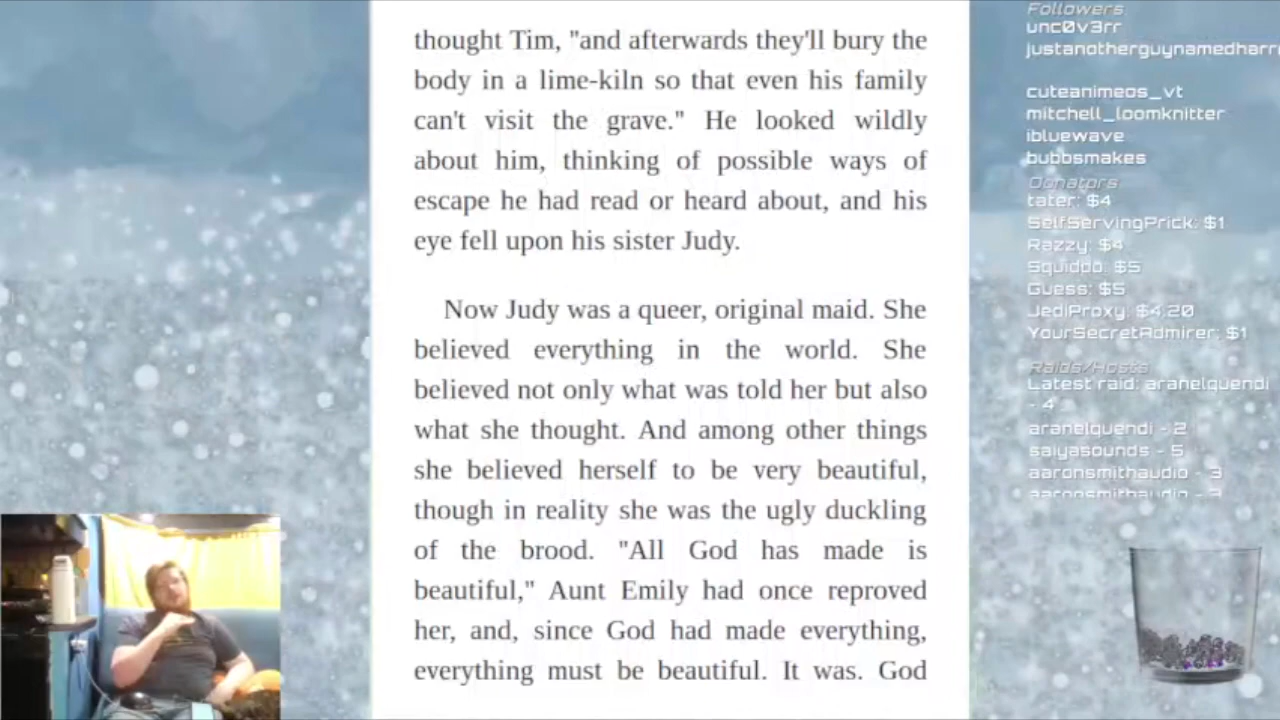 thought Tim, "and afterwards they'll bury the
body in a lime-kiln so that even his family
can't visit the grave." He looked wildly
about him, thinking of possible ways of
escape he had read or heard about, and his
eye fell upon his sister Judy.
Now Judy was a queer, original maid. She
believed everything in the world. She
believed not only what was told her but also
what she thought. And among other things
she believed herself to be very beautiful,
though in reality she was the ugly duckling
of the brood. "All God has made is
beautiful," Aunt Emily had once reproved
her, and, since God had made everything,
everything must be beautiful. It was. God
Followers
unc0v3rr
justanotherguynamedharr
cuteanimeos_vt
mitchell_loomknitter
ibluewave
bubbsmakes
Donators
tater: $4
SelfServingPrick: $1
Razzy: $4
Squiddo: $5
Guess: $5
JediProxy: $4.20
YourSecretAdmirer: $1
Raids/Hosts
Latest raid: aranelquendi
- 4
aranelquendi - 2
saiyasounds - 5
aaronsmithaudio - 3
aaronsmithaudio - 3